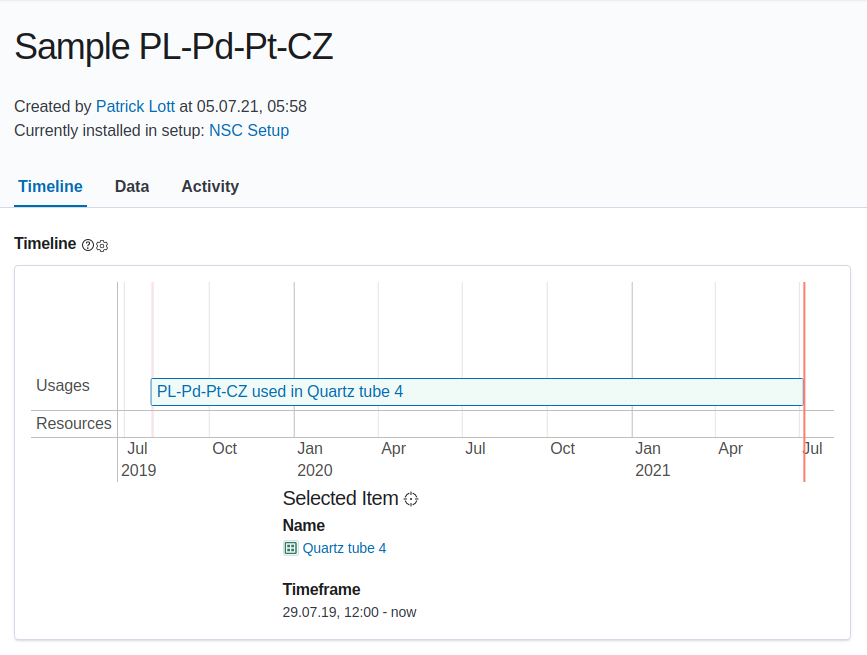 Sample PL-Pd-Pt-CZ
Created by Patrick Lott at 05.07.21, 05:58
Currently installed in setup: NSC Setup
Timeline Data Activity
Timeline
Usages
PL-Pd-Pt-CZ used in Quartz tube 4
Resources
Jul Oct Jan Apr Jul Oct Jan Apr Jul
2019 2020 2021
Selected Item
Name
Quartz tube 4
Timeframe
29.07.19, 12:00 - now